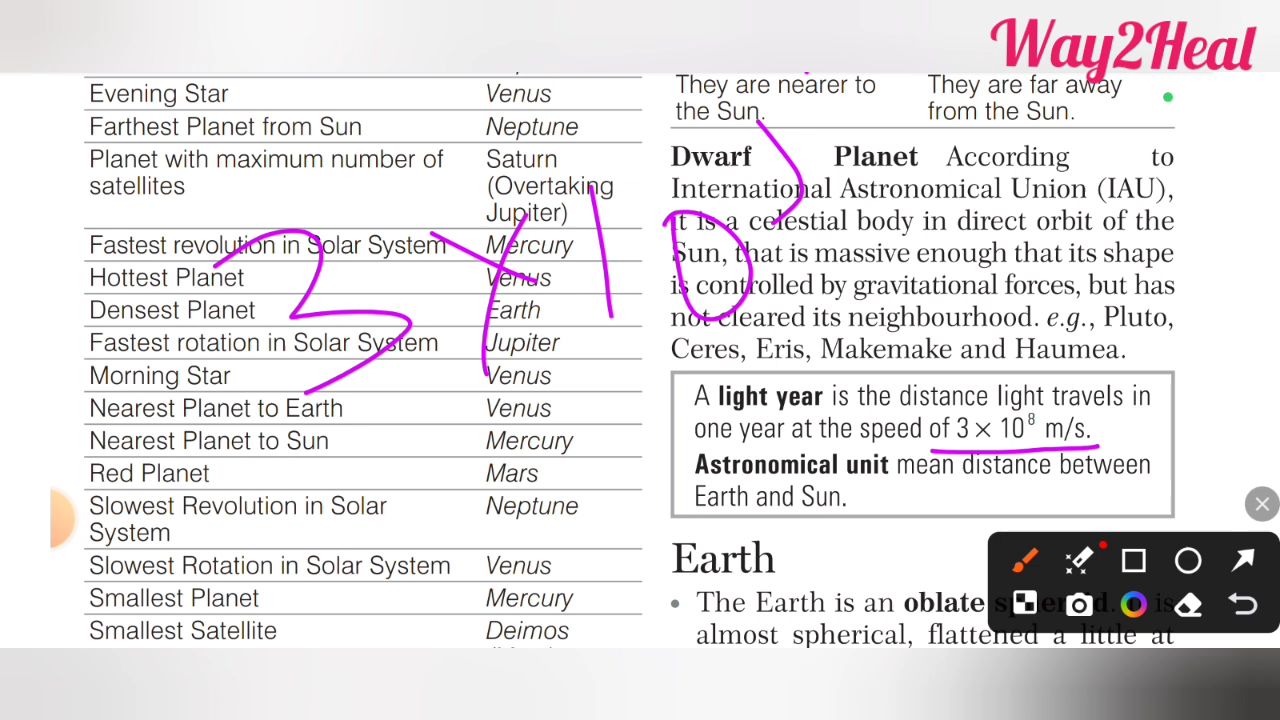 Way2Heal
Evening Star Venus
Farthest Planet from Sun Neptune
Planet with maximum number of Saturn
satellites (Overtaking
Jupiter)
Fastest revolution in Solar System Mercury
Hottest Planet Venus
Densest Planet Earth
Fastest rotation in Solar System Jupiter
Morning Star Venus
Nearest Planet to Earth Venus
Nearest Planet to Sun Mercury
Red Planet Mars
Slowest Revolution in Solar Neptune
System
Slowest Rotation in Solar System Venus
Smallest Planet Mercury
Smallest Satellite Deimos
3 × 10
They are nearer to They are far away
the Sun. from the Sun.
Dwarf Planet According to
International Astronomical Union (IAU),
it is a celestial body in direct orbit of the
Sun, that is massive enough that its shape
is controlled by gravitational forces, but has
not cleared its neighbourhood. e.g., Pluto,
Ceres, Eris, Makemake and Haumea.
A light year is the distance light travels in
one year at the speed of 3 × 10⁸ m/s.
Astronomical unit mean distance between
Earth and Sun.
Earth
• The Earth is an oblate spheroid. is
almost spherical, flattened a little at